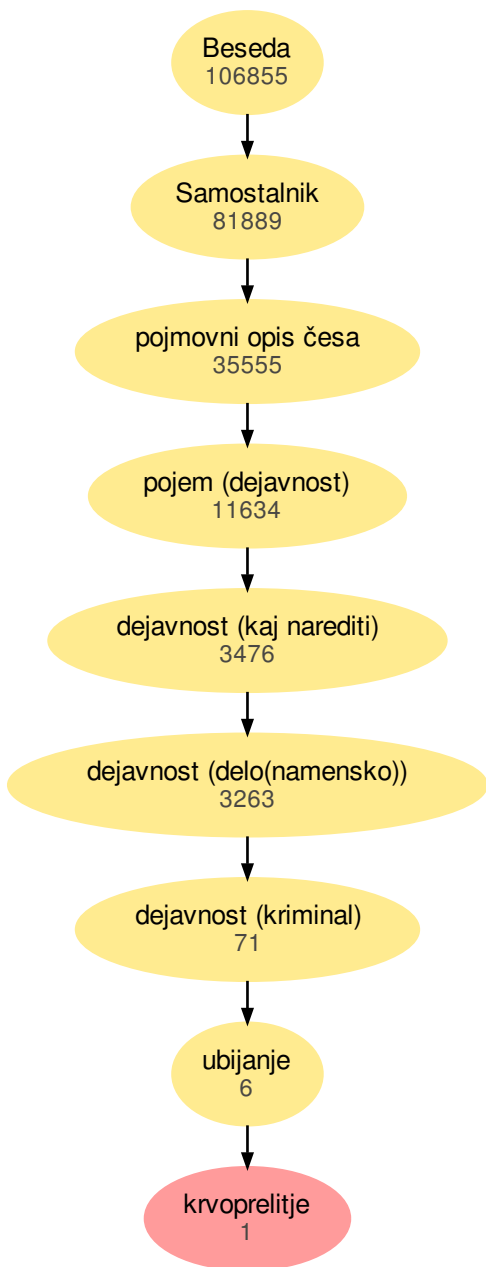 Beseda
106855
Samostalnik
81889
pojmovni opis česa
35555
pojem (dejavnost)
11634
dejavnost (kaj narediti)
3476
dejavnost (delo(namensko))
3263
dejavnost (kriminal)
71
ubijanje
6
krvoprelitje
1